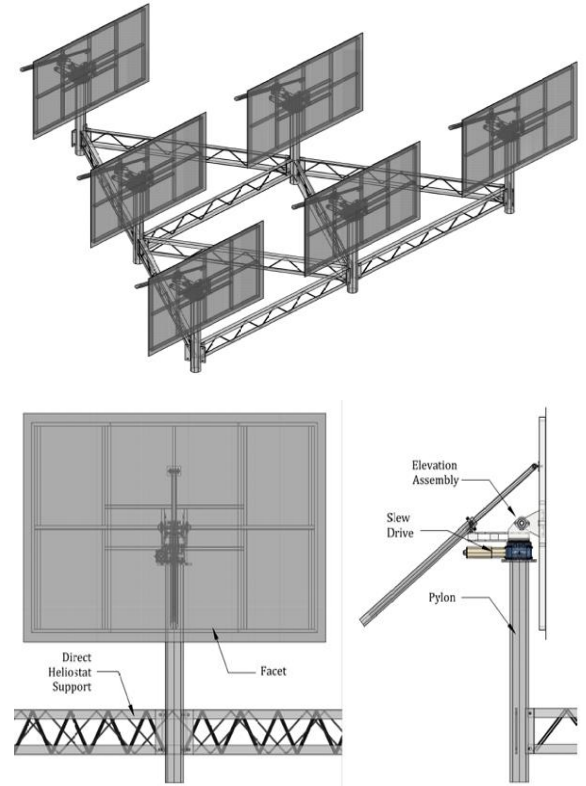 Elevation
Assembly
Slew
Drive
Pylon
Direct
Heliostat
Support
Facet